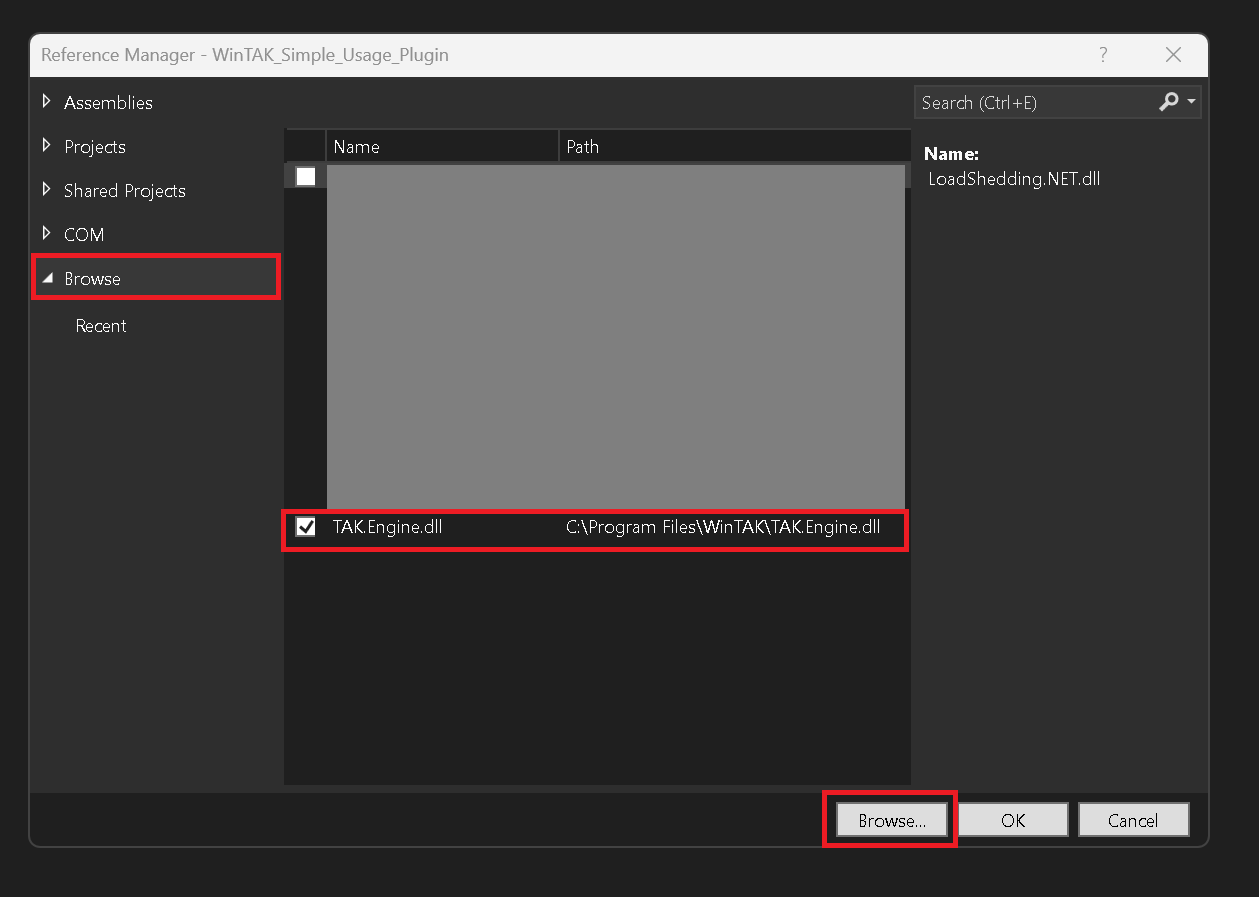 Reference Manager - WinTAK_Simple_Usage_Plugin
?
Assemblies
Projects
Shared Projects
COM
Browse
Recent
Name Path
TAK.Engine.dll C:\Program Files\WinTAK\TAK.Engine.dll
Search (Ctrl+E)
Name:
LoadShedding.NET.dll
Browse... OK Cancel